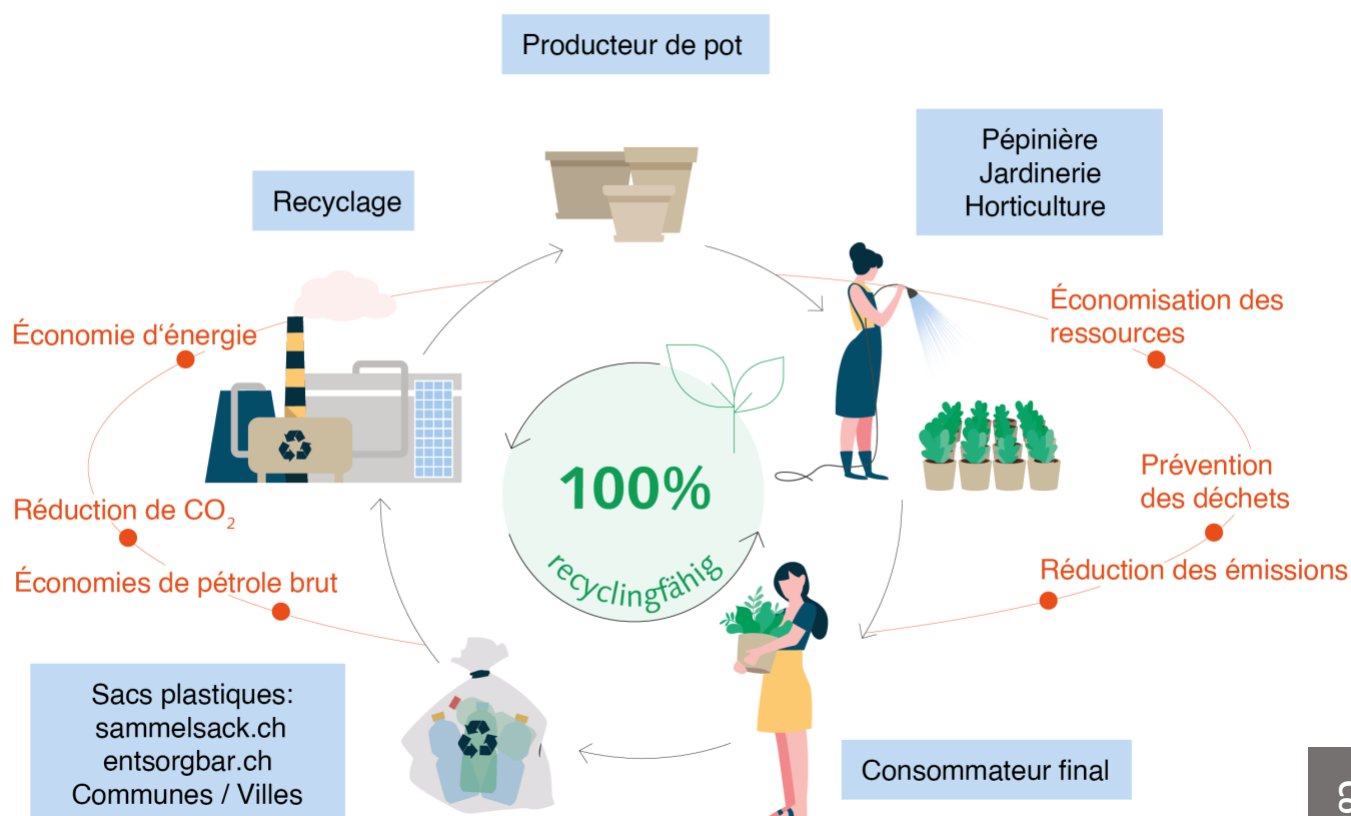 Producteur de pot
Pépinière
Jardinerie
Horticulture
Recyclage
Économisation des
ressources
Économie d‘énergie
100%
recyclingfähig
Prévention
des déchets
Réduction de CO₂
Réduction des émissions
Économies de pétrole brut
Sacs plastiques:
sammelsack.ch
entsorgbar.ch
Communes / Villes
Consommateur final